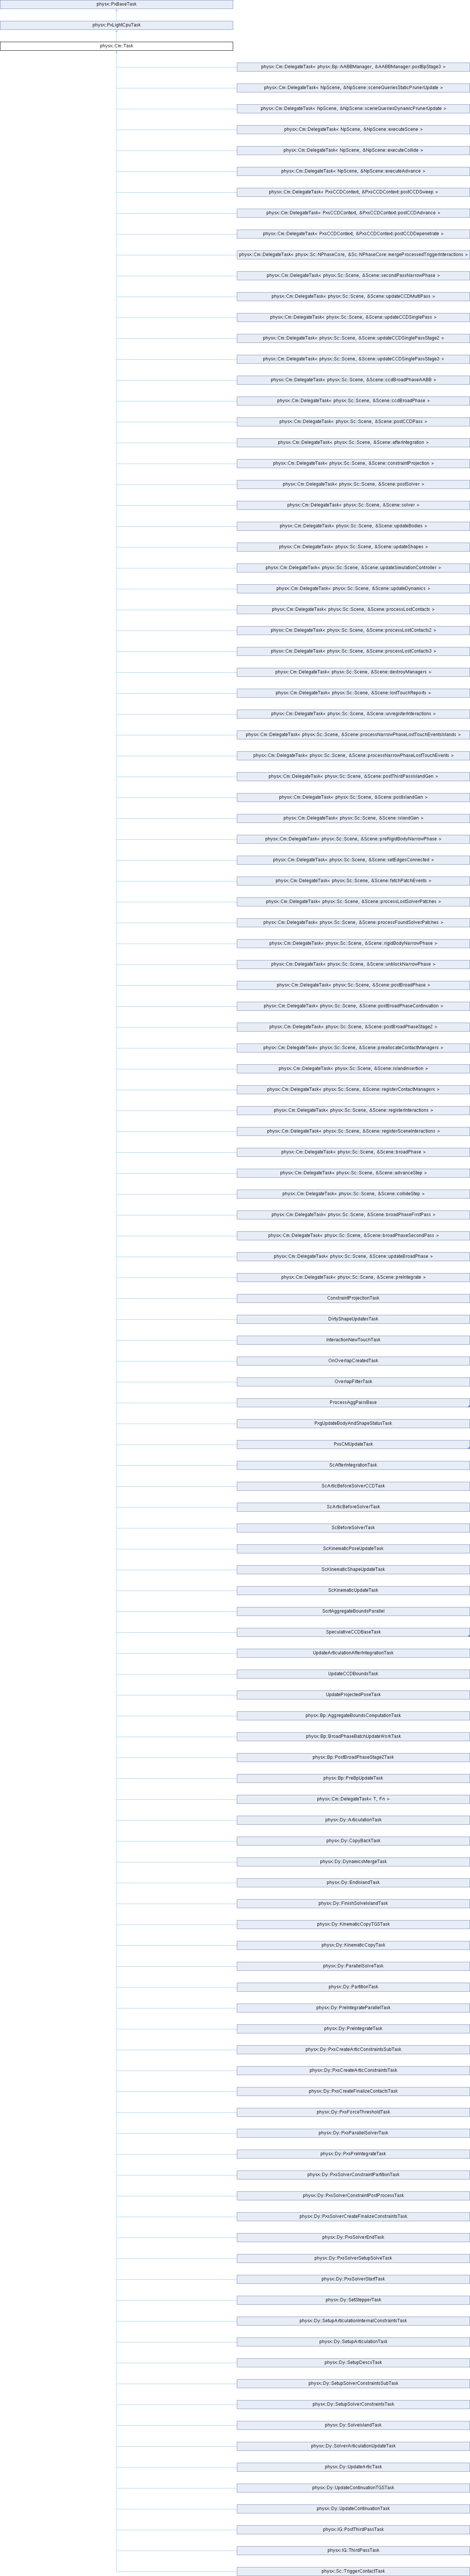 physx::PxBaseTask
physx::PxLightCpuTask
physx::Cm::Task
physx::Cm::DelegateTask< physx::Bp::AABBManager, &AABBManager::postBpStage3 >
physx::Cm::DelegateTask< NpScene, &NpScene::sceneQueriesStaticPrunerUpdate >
physx::Cm::DelegateTask< NpScene, &NpScene::sceneQueriesDynamicPrunerUpdate >
physx::Cm::DelegateTask< NpScene, &NpScene::executeScene >
physx::Cm::DelegateTask< NpScene, &NpScene::executeCollide >
physx::Cm::DelegateTask< NpScene, &NpScene::executeAdvance >
physx::Cm::DelegateTask< PxsCCDContext, &PxsCCDContext::postCCDSweep >
physx::Cm::DelegateTask< PxsCCDContext, &PxsCCDContext::postCCDAdvance >
physx::Cm::DelegateTask< PxsCCDContext, &PxsCCDContext::postCCDDepenetrate >
physx::Cm::DelegateTask< physx::Sc::NPhaseCore, &Sc::NPhaseCore::mergeProcessedTriggerInteractions >
physx::Cm::DelegateTask< physx::Sc::Scene, &Scene::secondPassNarrowPhase >
physx::Cm::DelegateTask< physx::Sc::Scene, &Scene::updateCCDMultiPass >
physx::Cm::DelegateTask< physx::Sc::Scene, &Scene::updateCCDSinglePass >
physx::Cm::DelegateTask< physx::Sc::Scene, &Scene::updateCCDSinglePassStage2 >
physx::Cm::DelegateTask< physx::Sc::Scene, &Scene::updateCCDSinglePassStage3 >
physx::Cm::DelegateTask< physx::Sc::Scene, &Scene::ccdBroadPhaseAABB >
physx::Cm::DelegateTask< physx::Sc::Scene, &Scene::ccdBroadPhase >
physx::Cm::DelegateTask< physx::Sc::Scene, &Scene::postCCDPass >
physx::Cm::DelegateTask< physx::Sc::Scene, &Scene::afterIntegration >
physx::Cm::DelegateTask< physx::Sc::Scene, &Scene::constraintProjection >
physx::Cm::DelegateTask< physx::Sc::Scene, &Scene::postSolver >
physx::Cm::DelegateTask< physx::Sc::Scene, &Scene::solver >
physx::Cm::DelegateTask< physx::Sc::Scene, &Scene::updateBodies >
physx::Cm::DelegateTask< physx::Sc::Scene, &Scene::updateShapes >
physx::Cm::DelegateTask< physx::Sc::Scene, &Scene::updateSimulationController >
physx::Cm::DelegateTask< physx::Sc::Scene, &Scene::updateDynamics >
physx::Cm::DelegateTask< physx::Sc::Scene, &Scene::processLostContacts >
physx::Cm::DelegateTask< physx::Sc::Scene, &Scene::processLostContacts2 >
physx::Cm::DelegateTask< physx::Sc::Scene, &Scene::processLostContacts3 >
physx::Cm::DelegateTask< physx::Sc::Scene, &Scene::destroyManagers >
physx::Cm::DelegateTask< physx::Sc::Scene, &Scene::lostTouchReports >
physx::Cm::DelegateTask< physx::Sc::Scene, &Scene::unregisterInteractions >
physx::Cm::DelegateTask< physx::Sc::Scene, &Scene::processNarrowPhaseLostTouchEventsIslands >
physx::Cm::DelegateTask< physx::Sc::Scene, &Scene::processNarrowPhaseLostTouchEvents >
physx::Cm::DelegateTask< physx::Sc::Scene, &Scene::postThirdPassIslandGen >
physx::Cm::DelegateTask< physx::Sc::Scene, &Scene::postIslandGen >
physx::Cm::DelegateTask< physx::Sc::Scene, &Scene::islandGen >
physx::Cm::DelegateTask< physx::Sc::Scene, &Scene::preRigidBodyNarrowPhase >
physx::Cm::DelegateTask< physx::Sc::Scene, &Scene::setEdgesConnected >
physx::Cm::DelegateTask< physx::Sc::Scene, &Scene::fetchPatchEvents >
physx::Cm::DelegateTask< physx::Sc::Scene, &Scene::processLostSolverPatches >
physx::Cm::DelegateTask< physx::Sc::Scene, &Scene::processFoundSolverPatches >
physx::Cm::DelegateTask< physx::Sc::Scene, &Scene::rigidBodyNarrowPhase >
physx::Cm::DelegateTask< physx::Sc::Scene, &Scene::unblockNarrowPhase >
physx::Cm::DelegateTask< physx::Sc::Scene, &Scene::postBroadPhase >
physx::Cm::DelegateTask< physx::Sc::Scene, &Scene::postBroadPhaseContinuation >
physx::Cm::DelegateTask< physx::Sc::Scene, &Scene::postBroadPhaseStage2 >
physx::Cm::DelegateTask< physx::Sc::Scene, &Scene::preallocateContactManagers >
physx::Cm::DelegateTask< physx::Sc::Scene, &Scene::islandInsertion >
physx::Cm::DelegateTask< physx::Sc::Scene, &Scene::registerContactManagers >
physx::Cm::DelegateTask< physx::Sc::Scene, &Scene::registerInteractions >
physx::Cm::DelegateTask< physx::Sc::Scene, &Scene::registerSceneInteractions >
physx::Cm::DelegateTask< physx::Sc::Scene, &Scene::broadPhase >
physx::Cm::DelegateTask< physx::Sc::Scene, &Scene::advanceStep >
physx::Cm::DelegateTask< physx::Sc::Scene, &Scene::collideStep >
physx::Cm::DelegateTask< physx::Sc::Scene, &Scene::broadPhaseFirstPass >
physx::Cm::DelegateTask< physx::Sc::Scene, &Scene::broadPhaseSecondPass >
physx::Cm::DelegateTask< physx::Sc::Scene, &Scene::updateBroadPhase >
physx::Cm::DelegateTask< physx::Sc::Scene, &Scene::preIntegrate >
ConstraintProjectionTask
DirtyShapeUpdatesTask
InteractionNewTouchTask
OnOverlapCreatedTask
OverlapFilterTask
ProcessAggPairsBase
PxgUpdateBodyAndShapeStatusTask
PxsCMUpdateTask
ScAfterIntegrationTask
ScArticBeforeSolverCCDTask
ScArticBeforeSolverTask
ScBeforeSolverTask
ScKinematicPoseUpdateTask
ScKinematicShapeUpdateTask
ScKinematicUpdateTask
SortAggregateBoundsParallel
SpeculativeCCDBaseTask
UpdateArticulationAfterIntegrationTask
UpdateCCDBoundsTask
UpdateProjectedPoseTask
physx::Bp::AggregateBoundsComputationTask
physx::Bp::BroadPhaseBatchUpdateWorkTask
physx::Bp::PostBroadPhaseStage2Task
physx::Bp::PreBpUpdateTask
physx::Cm::DelegateTask< T, Fn >
physx::Dy::ArticulationTask
physx::Dy::CopyBackTask
physx::Dy::DynamicsMergeTask
physx::Dy::EndIslandTask
physx::Dy::FinishSolveIslandTask
physx::Dy::KinematicCopyTGSTask
physx::Dy::KinematicCopyTask
physx::Dy::ParallelSolveTask
physx::Dy::PartitionTask
physx::Dy::PreIntegrateParallelTask
physx::Dy::PreIntegrateTask
physx::Dy::PxsCreateArticConstraintsSubTask
physx::Dy::PxsCreateArticConstraintsTask
physx::Dy::PxsCreateFinalizeContactsTask
physx::Dy::PxsForceThresholdTask
physx::Dy::PxsParallelSolverTask
physx::Dy::PxsPreIntegrateTask
physx::Dy::PxsSolverConstraintPartitionTask
physx::Dy::PxsSolverConstraintPostProcessTask
physx::Dy::PxsSolverCreateFinalizeConstraintsTask
physx::Dy::PxsSolverEndTask
physx::Dy::PxsSolverSetupSolveTask
physx::Dy::PxsSolverStartTask
physx::Dy::SetStepperTask
physx::Dy::SetupArticulationInternalConstraintsTask
physx::Dy::SetupArticulationTask
physx::Dy::SetupDescsTask
physx::Dy::SetupSolverConstraintsSubTask
physx::Dy::SetupSolverConstraintsTask
physx::Dy::SolveIslandTask
physx::Dy::SolverArticulationUpdateTask
physx::Dy::UpdateArticTask
physx::Dy::UpdateContinuationTGSTask
physx::Dy::UpdateContinuationTask
physx::IG::PostThirdPassTask
physx::IG::ThirdPassTask
physx::Sc::TriggerContactTask